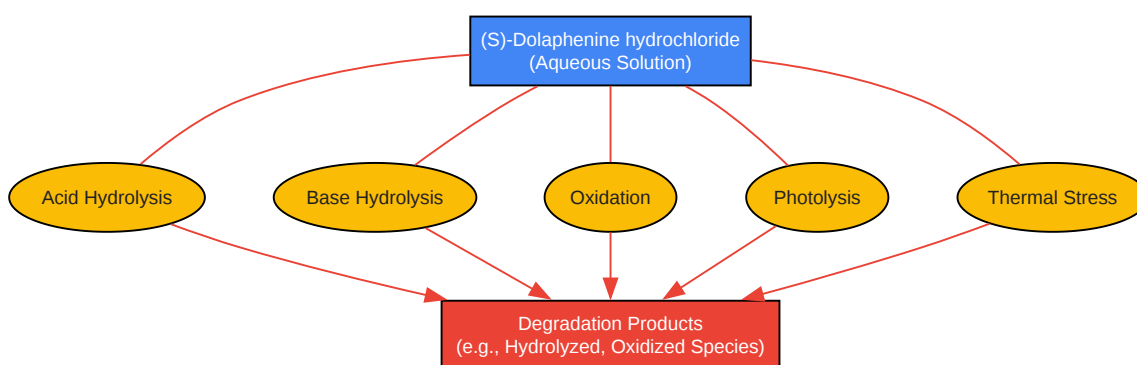 (S)-Dolaphenine hydrochloride
(Aqueous Solution)
Acid Hydrolysis
Base Hydrolysis
Oxidation
Photolysis
Thermal Stress
Degradation Products
(e.g., Hydrolyzed, Oxidized Species)